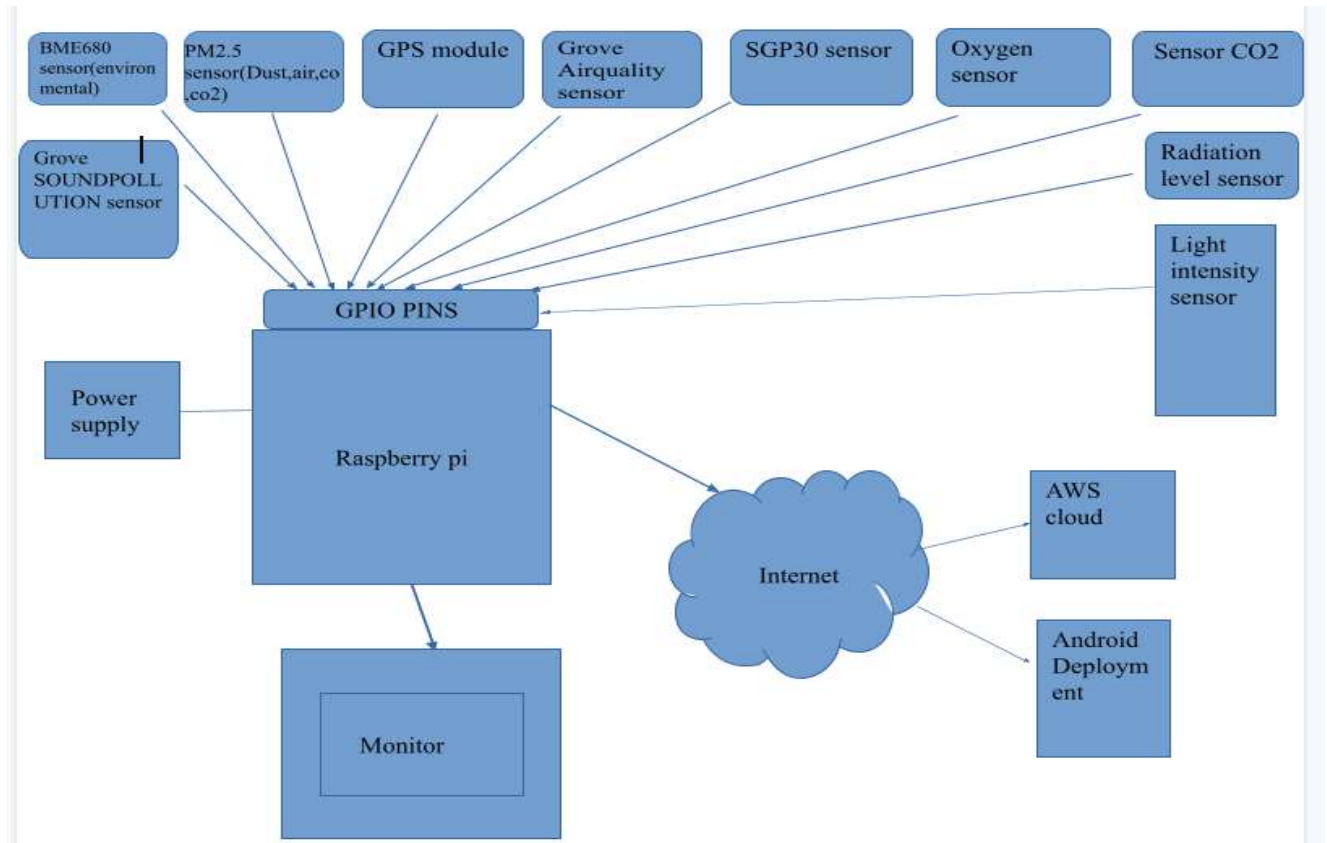 BME680
sensor(environ
mental)
PM2.5
sensor(Dust,air,co
,co2)
GPS module
Grove
Airquality
sensor
SGP30 sensor
Oxygen
sensor
Sensor CO2
Grove
SOUNDPOLL
UTION sensor
Radiation
level sensor
Light
intensity
sensor
GPIO PINS
Power
supply
Raspberry pi
AWS
cloud
Internet
Android
Deploym
ent
Monitor